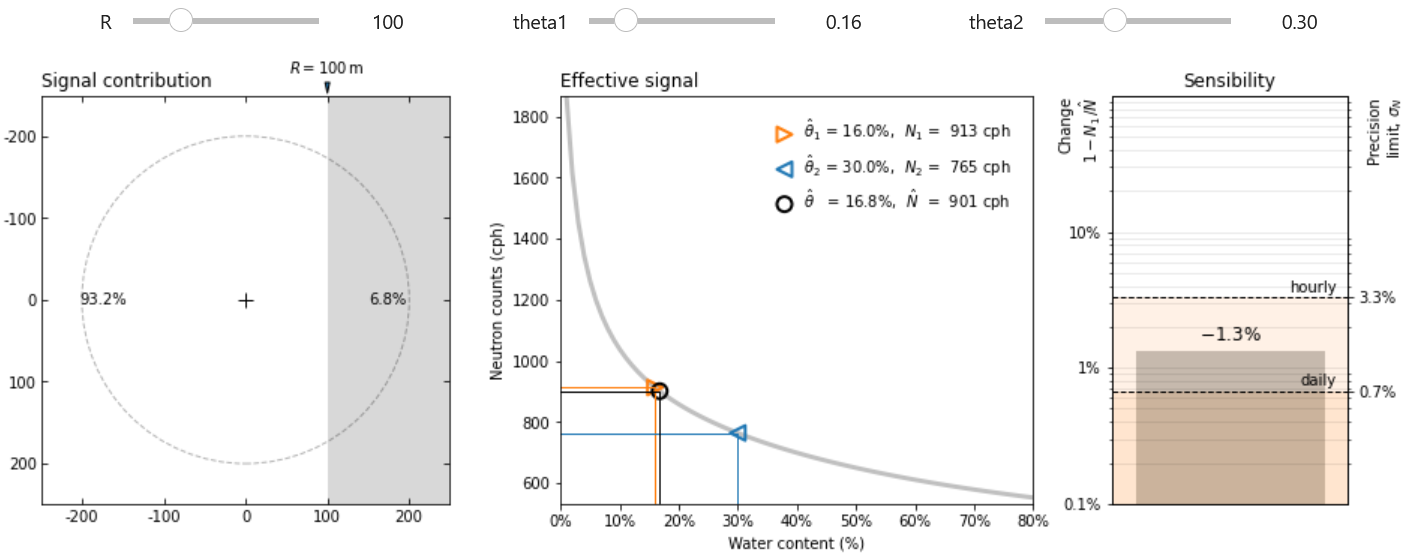 R 100 theta1 0.16 theta2 0.30
Signal contribution
R = 100 m
-200
-100
0
100
200
93.2%
6.8%
-200 -100 0 100 200
Effective signal
Neutron counts (cph)
1800
1600
1400
1200
1000
800
600
θ̂₁ = 16.0%, N₁ = 913 cph
θ̂₂ = 30.0%, N₂ = 765 cph
θ̂ = 16.8%, N̂ = 901 cph
0% 10% 20% 30% 40% 50% 60% 70% 80%
Water content (%)
Sensibility
Change
1 − N₁/N̂
10%
1%
0.1%
hourly
−1.3%
daily
3.3%
0.7%
Precision
limit, σ_N